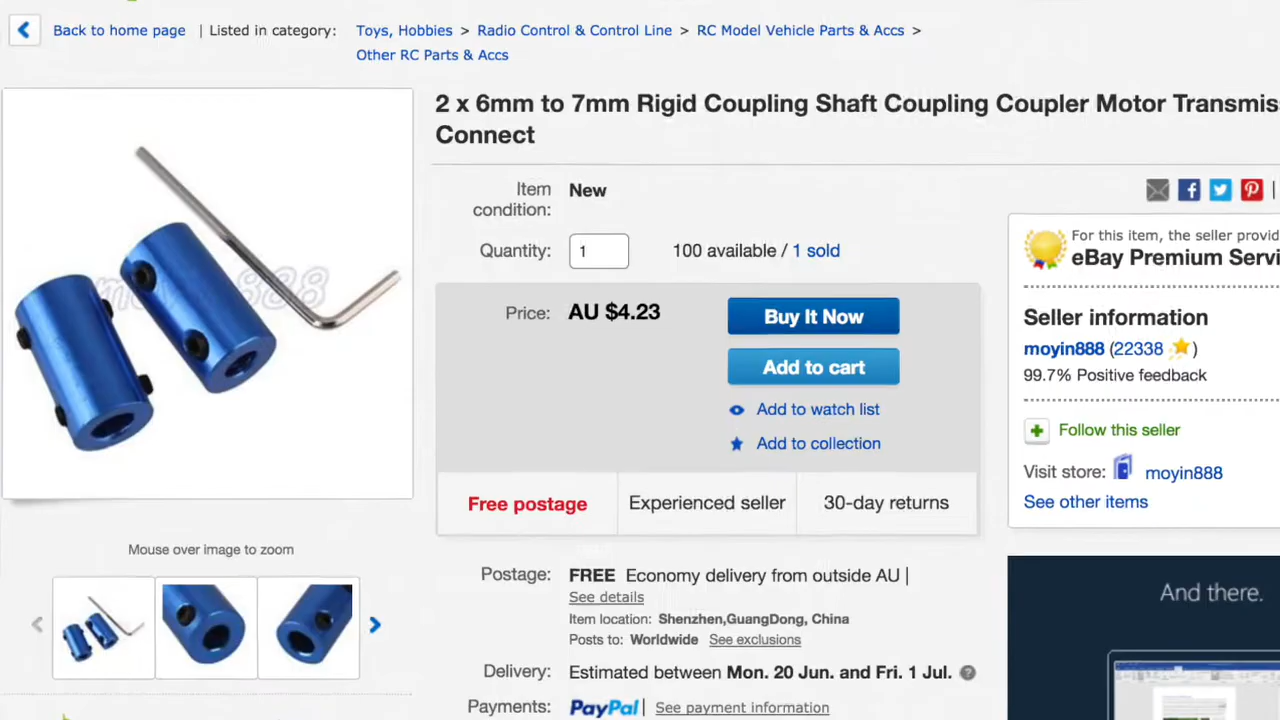 Back to home page | Listed in category: Toys, Hobbies > Radio Control & Control Line > RC Model Vehicle Parts & Accs >
Other RC Parts & Accs
2 x 6mm to 7mm Rigid Coupling Shaft Coupling Coupler Motor
Connect
Item condition: New
Quantity: 1 100 available / 1 sold
Price: AU $4.23
Buy It Now
Add to cart
Add to watch list
Add to collection
Free postage Experienced seller 30-day returns
Postage: FREE Economy delivery from outside AU |
See details
Item location: Shenzhen,GuangDong, China
Posts to: Worldwide See exclusions
Delivery: Estimated between Mon. 20 Jun. and Fri. 1 Jul. ?
Payments: PayPal | See payment information
For this item, the seller provid
eBay Premium Servi
Seller information
moyin888 (22338 )
99.7% Positive feedback
Follow this seller
Visit store: moyin888
See other items
And there.
Mouse over image to zoom